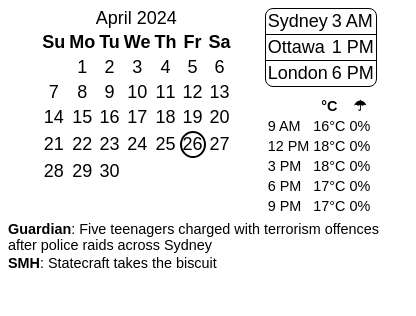 April 2024
Su Mo Tu We Th Fr Sa
1 2 3 4 5 6
7 8 9 10 11 12 13
14 15 16 17 18 19 20
21 22 23 24 25 26 27
28 29 30
Sydney 3 AM
Ottawa 1 PM
London 6 PM
°C ☂
9 AM 16°C 0%
12 PM 18°C 0%
3 PM 18°C 0%
6 PM 17°C 0%
9 PM 17°C 0%
Guardian: Five teenagers charged with terrorism offences
after police raids across Sydney
SMH: Statecraft takes the biscuit